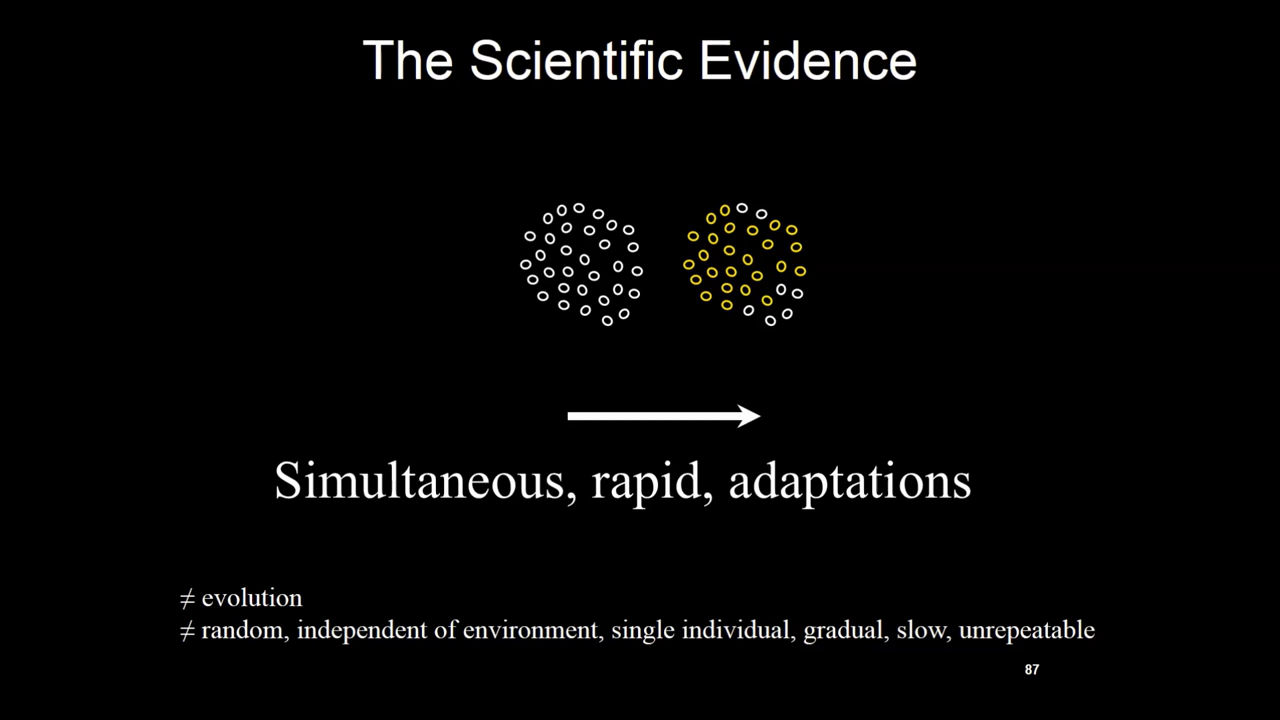 The Scientific Evidence
Simultaneous, rapid, adaptations
≠ evolution
≠ random, independent of environment, single individual, gradual, slow, unrepeatable
87